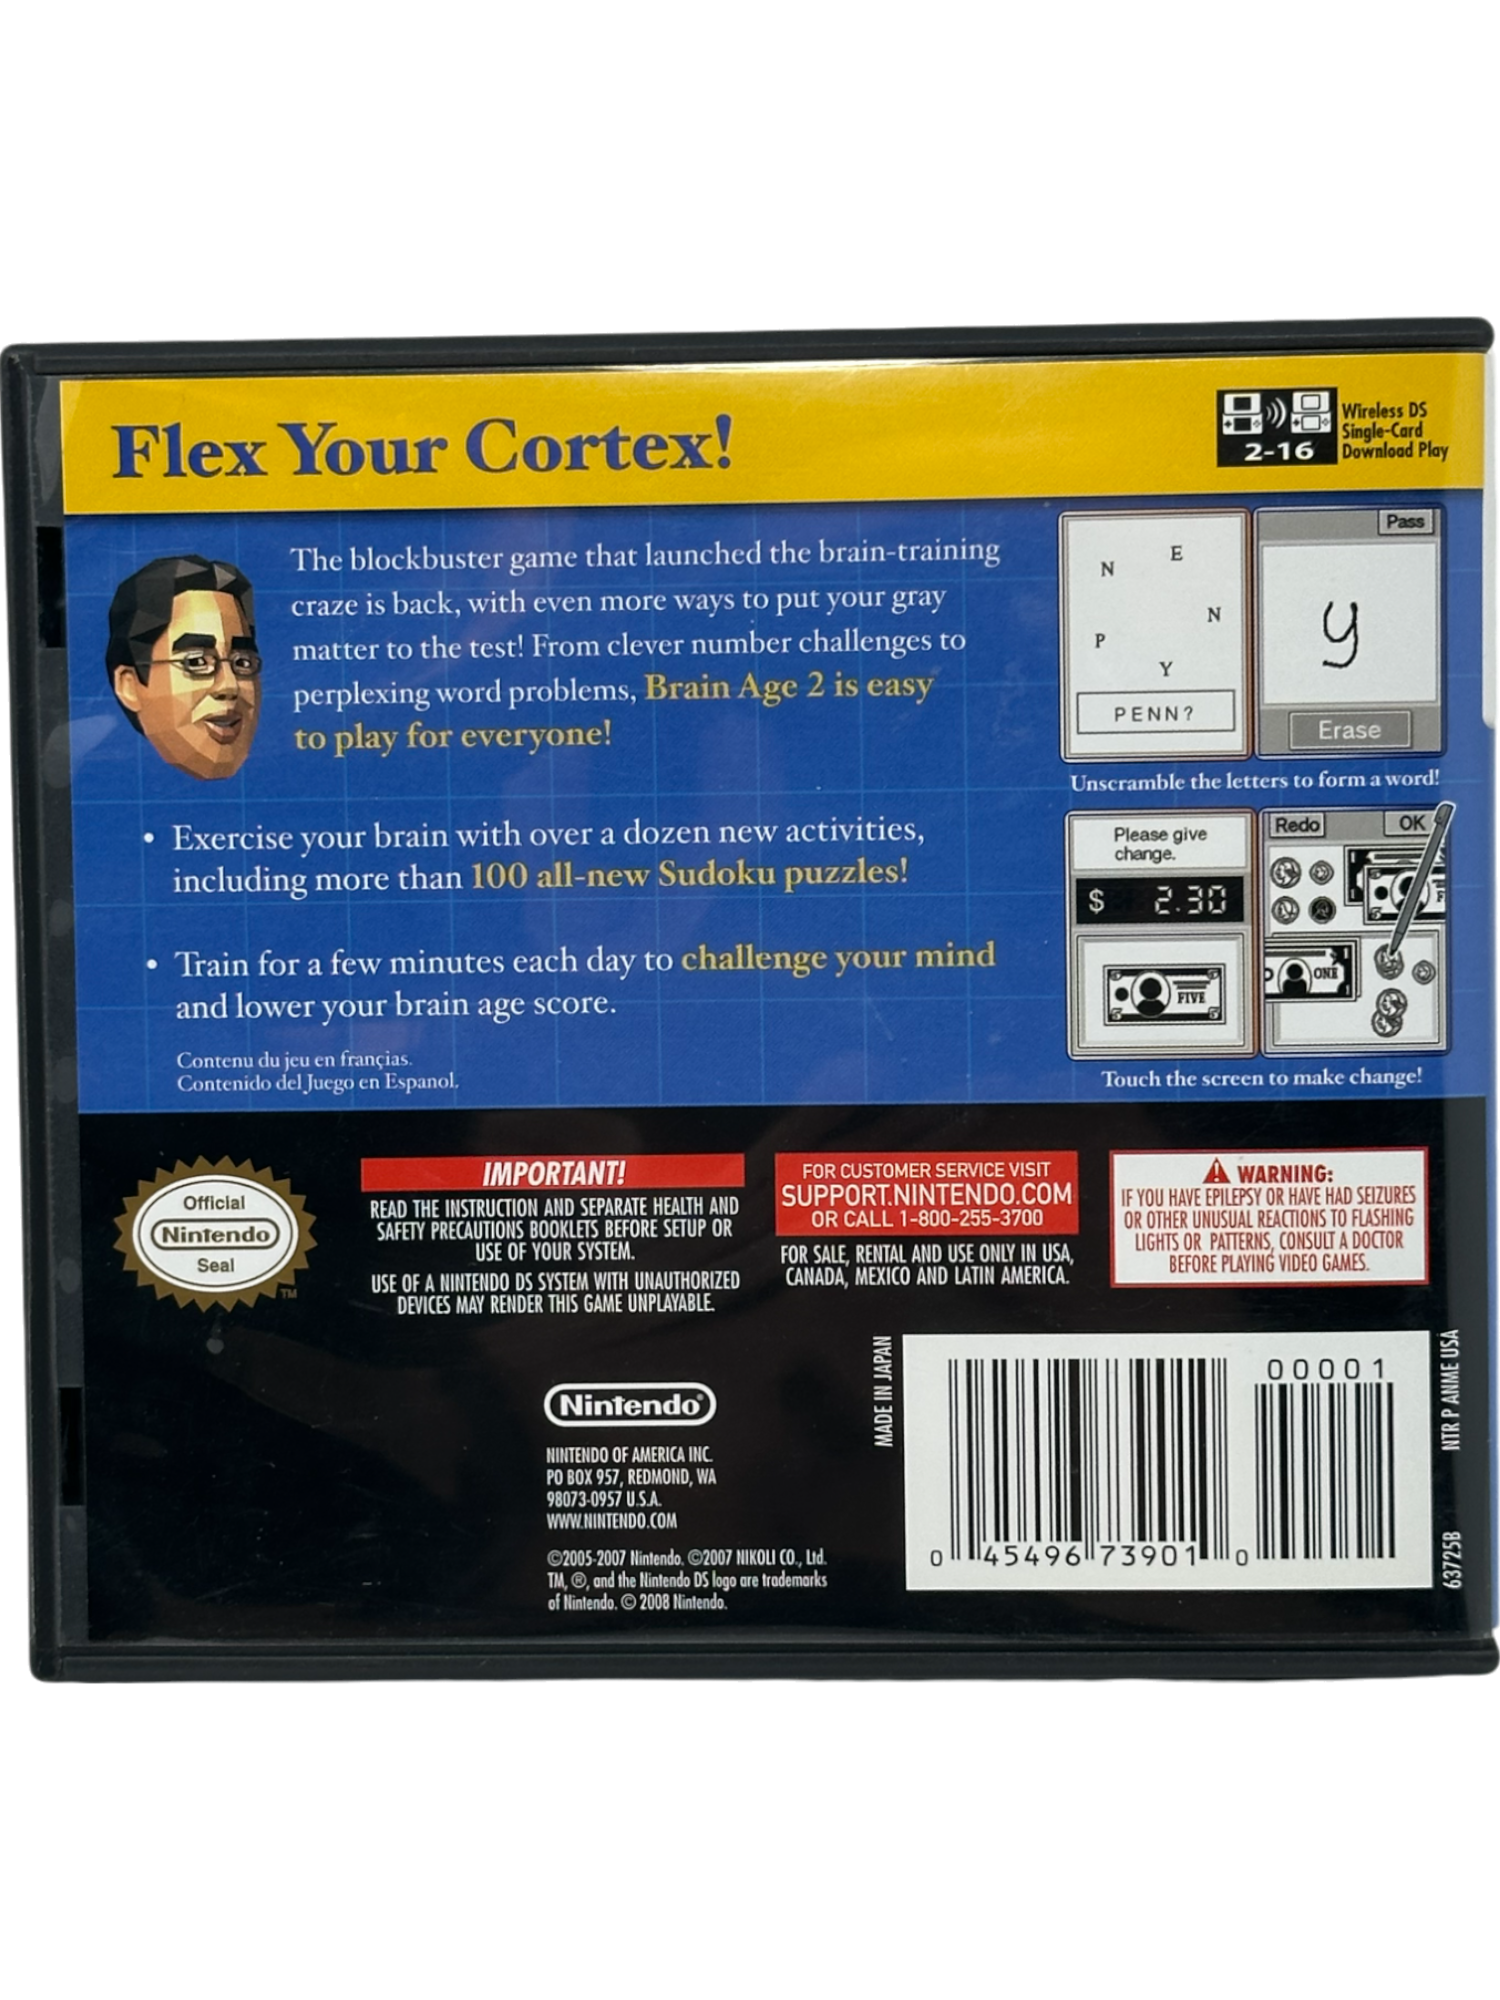 Flex Your Cortex!
2-16
Wireless DS
Single-Card
Download Play
The blockbuster game that launched the brain-training
craze is back, with even more ways to put your gray
matter to the test! From clever number challenges to
perplexing word problems, Brain Age 2 is easy
to play for everyone!
• Exercise your brain with over a dozen new activities,
including more than 100 all-new Sudoku puzzles!
• Train for a few minutes each day to challenge your mind
and lower your brain age score.
Contenu du jeu en françias.
Contenido del Juego en Espanol.
N E
N
P
Y
PENN?
Pass
y
Erase
Unscramble the letters to form a word!
Please give
change.
$ 2.30
FIVE
Redo OK
ONE
Touch the screen to make change!
Official
Nintendo
Seal
TM
IMPORTANT!
READ THE INSTRUCTION AND SEPARATE HEALTH AND
SAFETY PRECAUTIONS BOOKLETS BEFORE SETUP OR
USE OF YOUR SYSTEM.
USE OF A NINTENDO DS SYSTEM WITH UNAUTHORIZED
DEVICES MAY RENDER THIS GAME UNPLAYABLE.
FOR CUSTOMER SERVICE VISIT
SUPPORT.NINTENDO.COM
OR CALL 1-800-255-3700
FOR SALE, RENTAL AND USE ONLY IN USA,
CANADA, MEXICO AND LATIN AMERICA.
WARNING:
IF YOU HAVE EPILEPSY OR HAVE HAD SEIZURES
OR OTHER UNUSUAL REACTIONS TO FLASHING
LIGHTS OR PATTERNS, CONSULT A DOCTOR
BEFORE PLAYING VIDEO GAMES.
Nintendo®
NINTENDO OF AMERICA INC.
PO BOX 957, REDMOND, WA
98073-0957 U.S.A.
WWW.NINTENDO.COM
©2005-2007 Nintendo. ©2007 NIKOLI CO., Ltd.
TM, ®, and the Nintendo DS logo are trademarks
of Nintendo. © 2008 Nintendo.
MADE IN JAPAN
00001
0 45496 73901 0
NTR P ANME USA
63725B